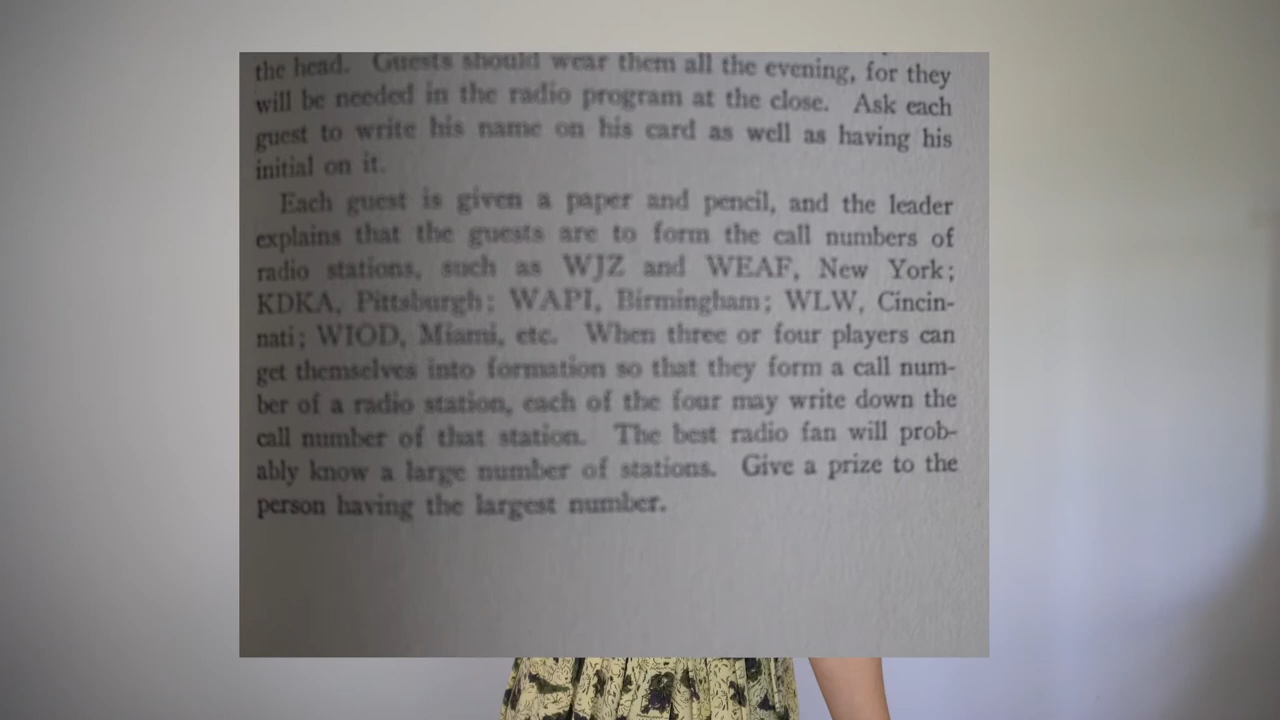 the head. Guests should wear them all the evening, for they
will be needed in the radio program at the close. Ask each
guest to write his name on his card as well as having his
initial on it.
Each guest is given a paper and pencil, and the leader
explains that the guests are to form the call numbers of
radio stations, such as WJZ and WEAF, New York;
KDKA, Pittsburgh; WAPI, Birmingham; WLW, Cincin-
nati; WIOD, Miami, etc. When three or four players can
get themselves into formation so that they form a call num-
ber of a radio station, each of the four may write down the
call number of that station. The best radio fan will prob-
ably know a large number of stations. Give a prize to the
person having the largest number.